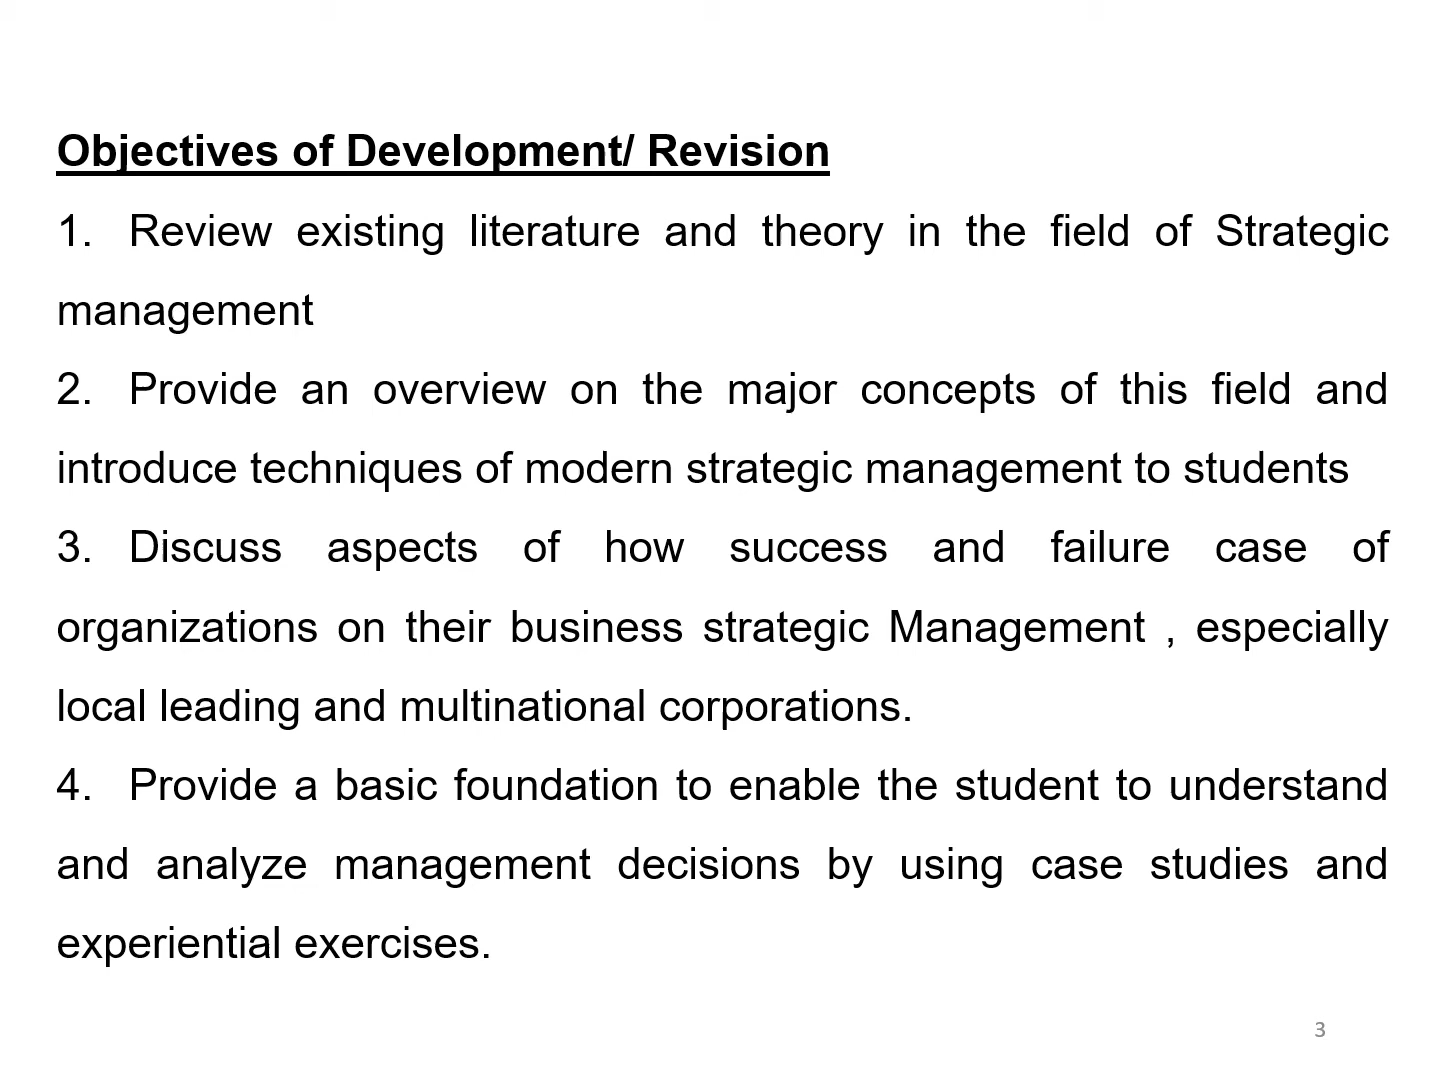 Objectives of Development/ Revision
1. Review existing literature and theory in the field of Strategic
management
2. Provide an overview on the major concepts of this field and
introduce techniques of modern strategic management to students
3. Discuss aspects of how success and failure case of
organizations on their business strategic Management , especially
local leading and multinational corporations.
4. Provide a basic foundation to enable the student to understand
and analyze management decisions by using case studies and
experiential exercises.
3